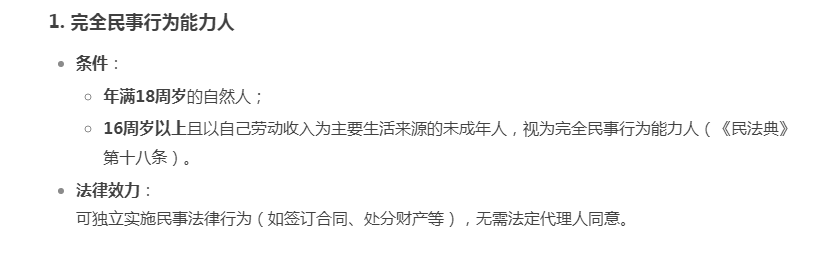 1. 完全民事行为能力人
条件：
年满18周岁的自然人；
16周岁以上且以自己劳动收入为主要生活来源的未成年人，视为完全民事行为能力人（《民法典》
第十八条）。
法律效力：
可独立实施民事法律行为（如签订合同、处分财产等），无需法定代理人同意。